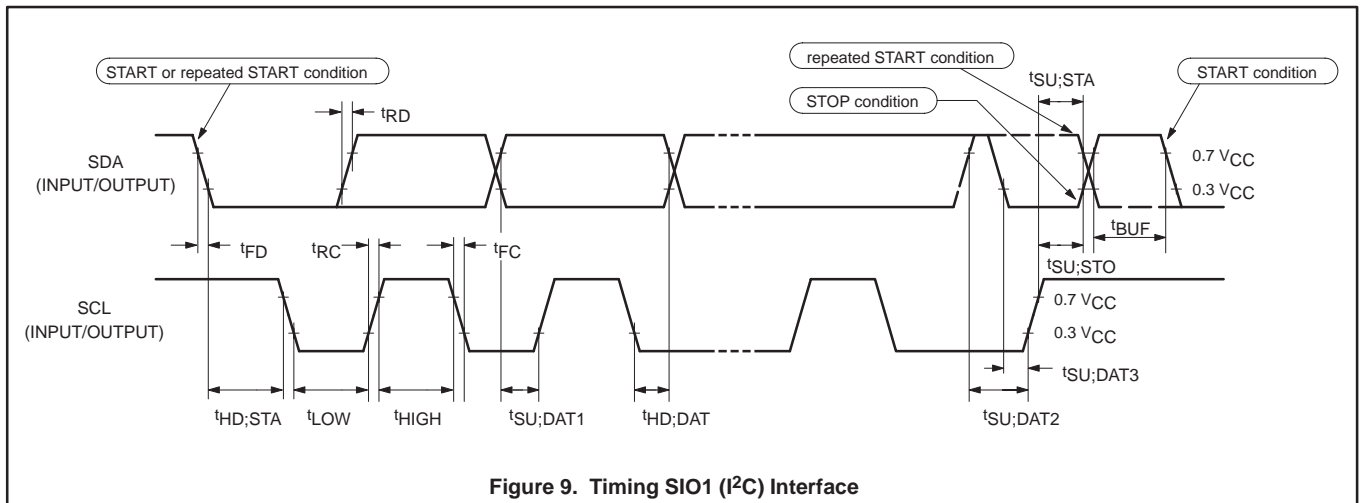 START or repeated START condition
repeated START condition
tSU;STA
START condition
STOP condition
tRD
SDA
(INPUT/OUTPUT)
0.7 VCC
0.3 VCC
tFD
tRC
tFC
tBUF
tSU;STO
SCL
(INPUT/OUTPUT)
0.7 VCC
0.3 VCC
tSU;DAT3
tHD;STA
tLOW
tHIGH
tSU;DAT1
tHD;DAT
tSU;DAT2
Figure 9. Timing SIO1 (I²C) Interface